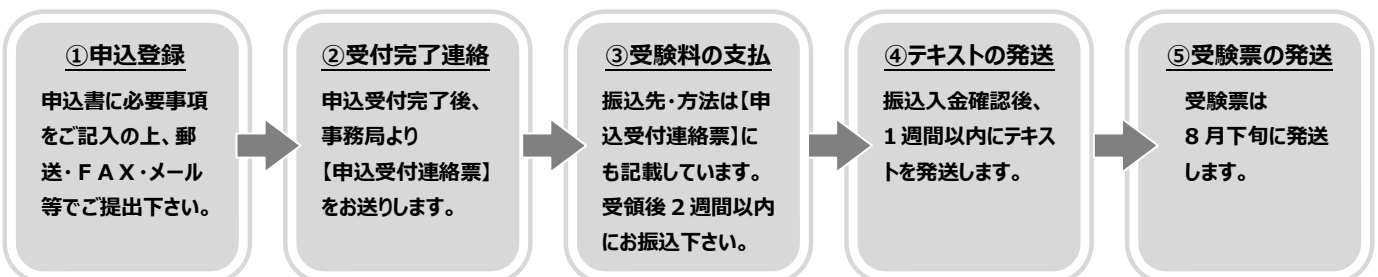 ①申込登録
申込書に必要事項
をご記入の上、郵
送・ＦＡＸ・メール
等でご提出下さい。
②受付完了連絡
申込受付完了後、
事務局より
【申込受付連絡票】
をお送りします。
③受験料の支払
振込先・方法は【申
込受付連絡票】に
も記載しています。
受領後２週間以内
にお振込下さい。
④テキストの発送
振込入金確認後、
１週間以内にテキス
トを発送します。
⑤受験票の発送
受験票は
８月下旬に発送
します。